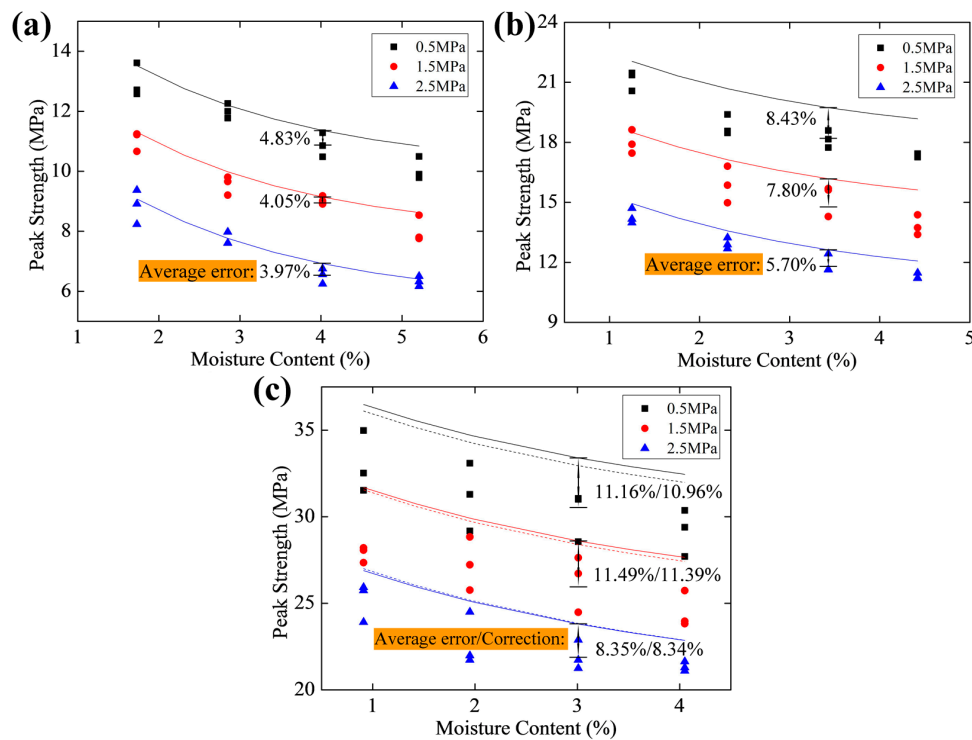 (a)
0.5MPa
1.5MPa
2.5MPa
14
12
10
8
6
Peak Strength (MPa)
4.83%
4.05%
Average error: 3.97%
1 2 3 4 5 6
Moisture Content (%)
(b)
0.5MPa
1.5MPa
2.5MPa
24
21
18
15
12
9
Peak Strength (MPa)
8.43%
7.80%
Average error: 5.70%
1 2 3 4 5
Moisture Content (%)
(c)
0.5MPa
1.5MPa
2.5MPa
35
30
25
20
Peak Strength (MPa)
11.16%/10.96%
11.49%/11.39%
Average error/Correction: 8.35%/8.34%
1 2 3 4
Moisture Content (%)